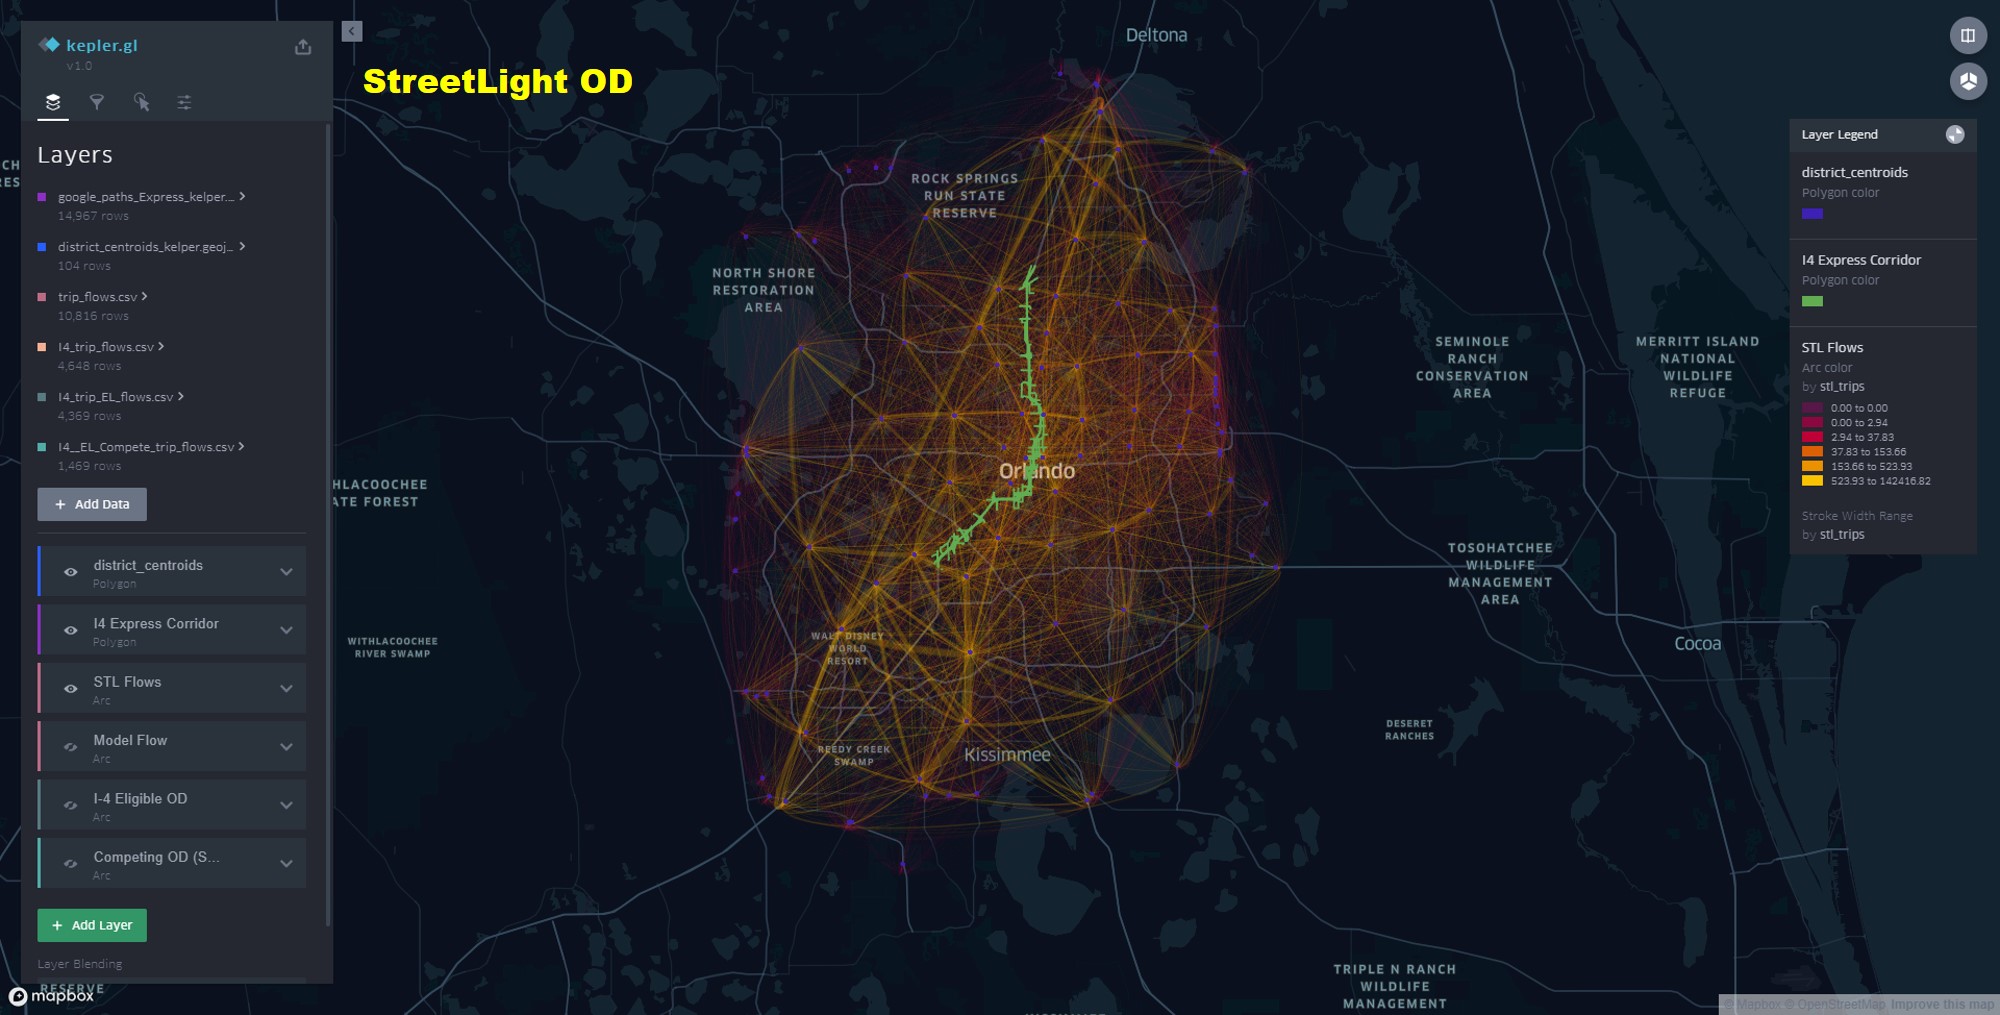 kepler.gl
v1.0
StreetLight OD
Layers
google_paths_Express_kelper...
14,967 rows
district_centroids_kelper.geoj...
104 rows
trip_flows.csv
10,816 rows
I4_trip_flows.csv
4,648 rows
I4_trip_EL_flows.csv
4,369 rows
I4__EL_Compete_trip_flows.csv
1,469 rows
+ Add Data
district_centroids
Polygon
I4 Express Corridor
Polygon
STL Flows
Arc
Model Flow
Arc
I-4 Eligible OD
Arc
Competing OD (S...
Arc
+ Add Layer
Layer Blending
RESERVE
mapbox
Deltona
ROCK SPRINGS
RUN STATE
RESERVE
NORTH SHORE
RESTORATION
AREA
HLACOOCHEE
ATE FOREST
WITHLACOOCHEE
RIVER SWAMP
Orlando
WALT DISNEY
WORLD
RESORT
REEDY CREEK
SWAMP
Kissimmee
SEMINOLE
RANCH
CONSERVATION
AREA
MERRITT ISLAND
NATIONAL
WILDLIFE
REFUGE
TOSOHATCHEE
WILDLIFE
MANAGEMENT
AREA
Cocoa
DESERET
RANCHES
TRIPLE N RANCH
WILDLIFE
MANAGEMENT
Layer Legend
district_centroids
Polygon color
I4 Express Corridor
Polygon color
STL Flows
Arc color
by stl_trips
0.00 to 0.00
0.00 to 2.94
2.94 to 37.83
37.83 to 153.66
153.66 to 523.93
523.93 to 142416.82
Stroke Width Range
by stl_trips
© Mapbox © OpenStreetMap Improve this map